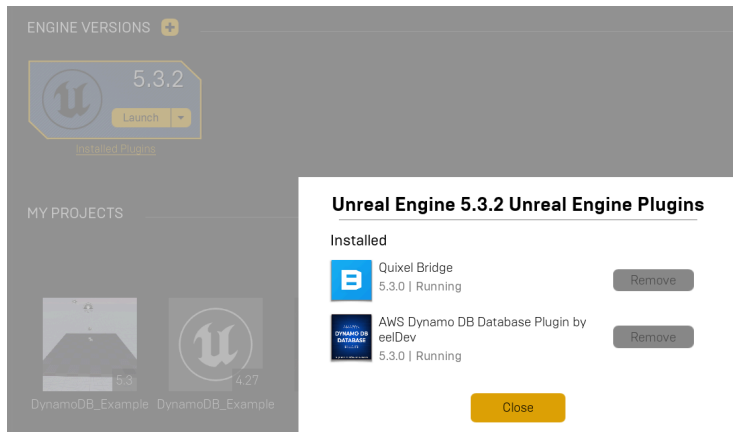 ENGINE VERSIONS
5.3.2
Launch
Installed Plugins
MY PROJECTS
5.3
4.27
DynamoDB_Example
DynamoDB_Example
Unreal Engine 5.3.2 Unreal Engine Plugins
Installed
Quixel Bridge
5.3.0 | Running
Remove
DYNAMO DB
DATABASE
AWS Dynamo DB Database Plugin by
eelDev
5.3.0 | Running
Remove
Close